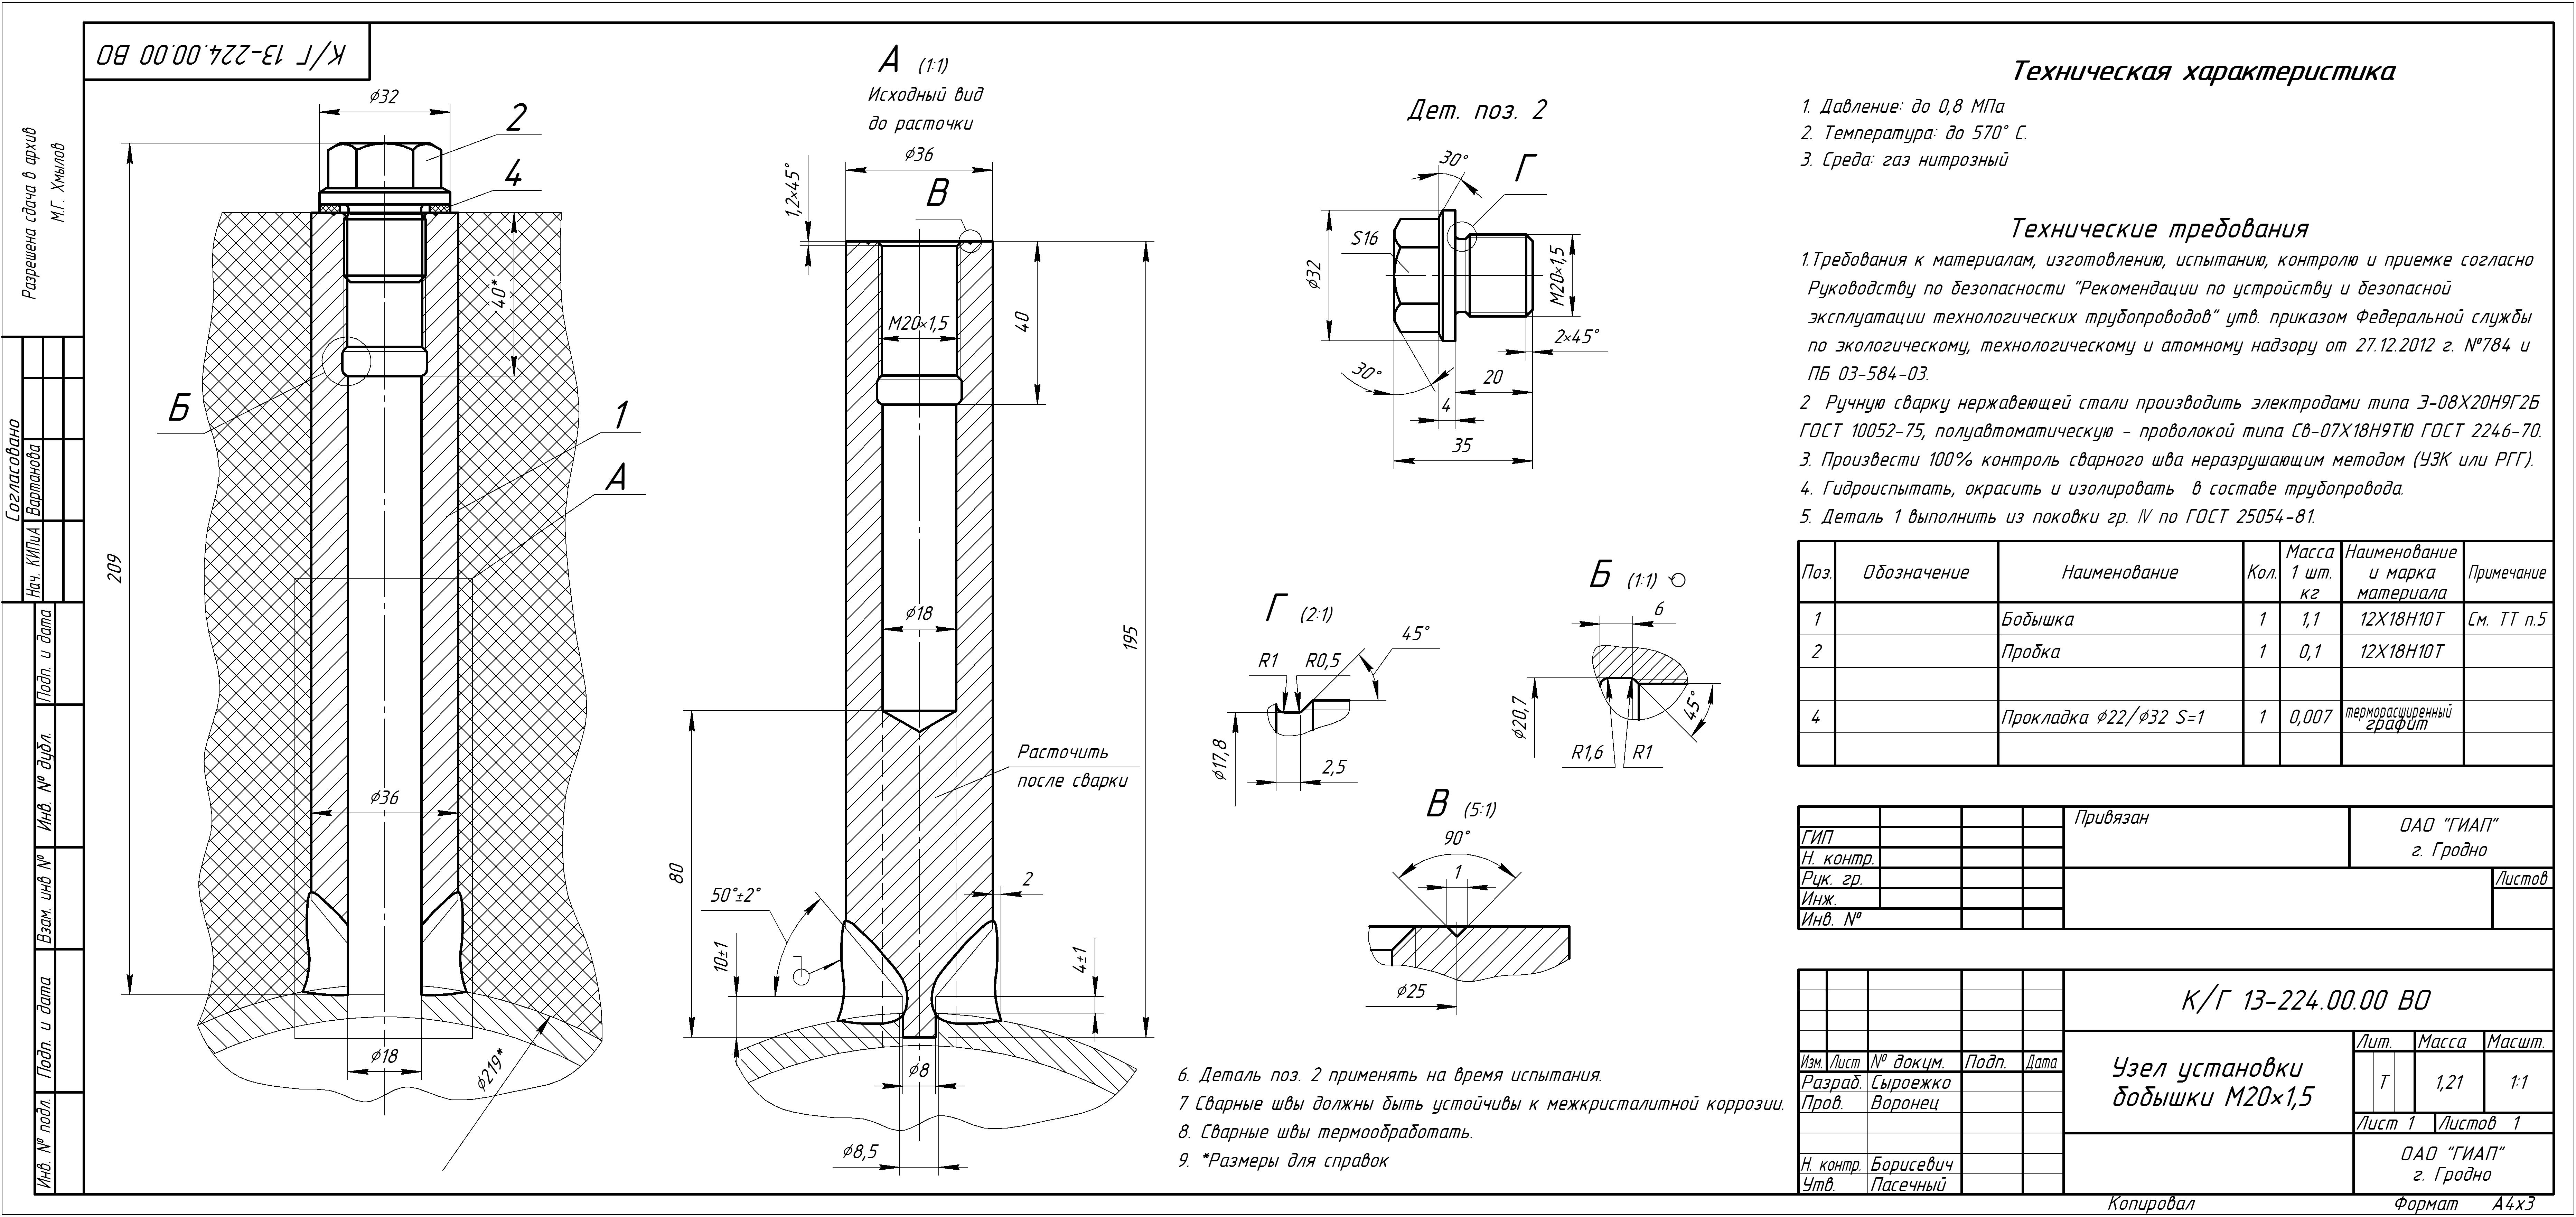 К/Г 13-224.00.00 ВО
Разрешена сдача в архив
М.Г. Хмылов
Согласовано
Нач. КИПиА
Вартанова
Подп. и дата
Инв. № дубл.
Взам. инв №
Подп. и дата
Инв. № подл.
⌀32
2
4
40*
209
Б
1
А
⌀36
⌀18
⌀219*
А (1:1)
Исходный вид
до расточки
⌀36
1,2×45°
В
М20×1,5
40
⌀18
195
Расточить
после сварки
80
50°±2°
10±1
2
4±1
⌀8
⌀8,5
Дет. поз. 2
30°
Г
S16
⌀32
М20×1,5
2×45°
30°
20
4
35
Г (2:1)
R1
R0,5
45°
⌀17,8
2,5
Б (1:1)
6
⌀20,7
45°
R1,6
R1
В (5:1)
90°
1
⌀25
6. Деталь поз. 2 применять на время испытания.
7 Сварные швы должны быть устойчивы к межкристалитной коррозии.
8. Сварные швы термообработать.
9. *Размеры для справок
Техническая характеристика
1. Давление: до 0,8 МПа
2. Температура: до 570° С.
3. Среда: газ нитрозный
Технические требования
1.Требования к материалам, изготовлению, испытанию, контролю и приемке согласно
Руководству по безопасности "Рекомендации по устройству и безопасной
эксплуатации технологических трубопроводов" утв. приказом Федеральной службы
по экологическому, технологическому и атомному надзору от 27.12.2012 г. №784 и
ПБ 03-584-03.
2 Ручную сварку нержавеющей стали производить электродами типа Э-08Х20Н9Г2Б
ГОСТ 10052-75, полуавтоматическую - проволокой типа Св-07Х18Н9ТЮ ГОСТ 2246-70.
3. Произвести 100% контроль сварного шва неразрушающим методом (УЗК или РГГ).
4. Гидроиспытать, окрасить и изолировать в составе трубопровода.
5. Деталь 1 выполнить из поковки гр. IV по ГОСТ 25054-81.
Поз. Обозначение Наименование Кол. Масса 1 шт. кг Наименование и марка материала Примечание
1 Бобышка 1 1,1 12Х18Н10Т См. ТТ п.5
2 Пробка 1 0,1 12Х18Н10Т
4 Прокладка ⌀22/⌀32 S=1 1 0,007 терморасширенный графит
Привязан
ОАО "ГИАП"
г. Гродно
ГИП
Н. контр.
Рук. гр.
Листов
Инж.
Инв. №
К/Г 13-224.00.00 ВО
Изм. Лист № докум. Подп. Дата
Разраб. Сыроежко
Пров. Воронец
Н. контр. Борисевич
Утв. Пасечный
Узел установки
бобышки М20×1,5
Лит. Масса Масшт.
Т 1,21 1:1
Лист 1 Листов 1
ОАО "ГИАП"
г. Гродно
Копировал Формат А4х3